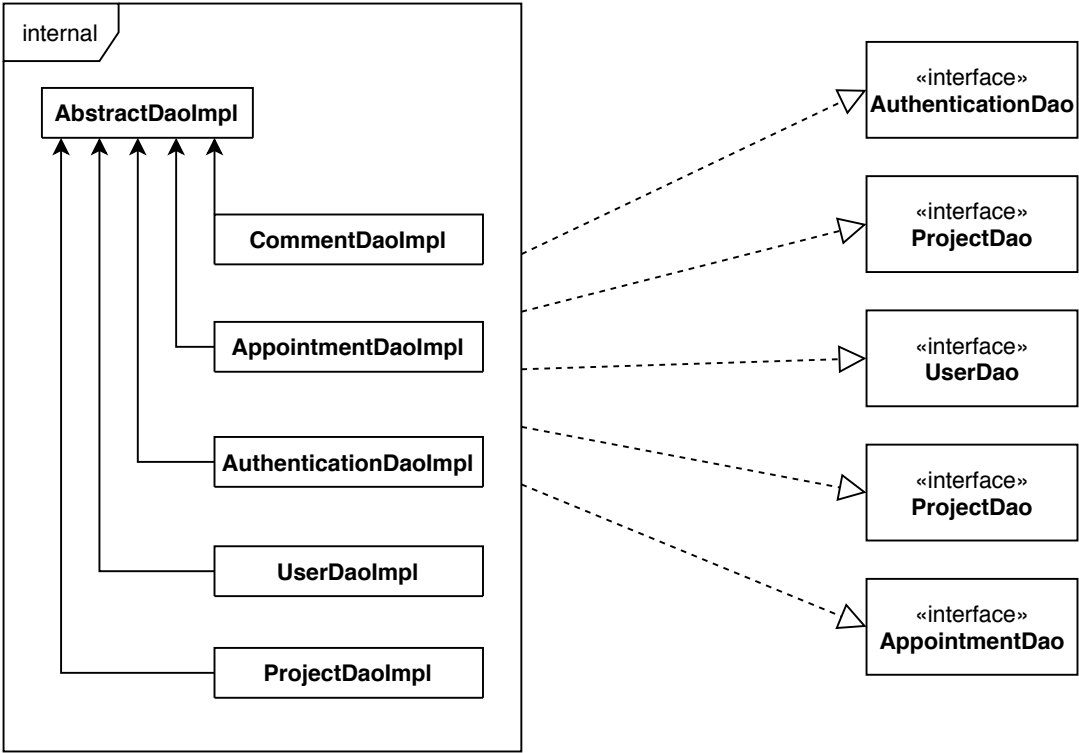 internal
AbstractDaoImpl
CommentDaoImpl
AppointmentDaoImpl
AuthenticationDaoImpl
UserDaoImpl
ProjectDaoImpl
«interface»
AuthenticationDao
«interface»
ProjectDao
«interface»
UserDao
«interface»
ProjectDao
«interface»
AppointmentDao